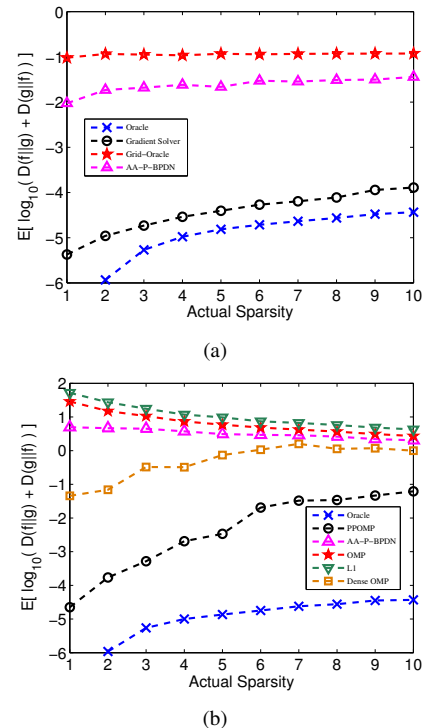 0
−1
−2
−3
−4
−5
−6
E[ log10( D(f||g) + D(g||f) ) ]
Oracle
Gradient Solver
Grid−Oracle
AA−P−BPDN
1 2 3 4 5 6 7 8 9 10
Actual Sparsity
(a)
2
1
0
−1
−2
−3
−4
−5
−6
E[ log10( D(f||g) + D(g||f) ) ]
Oracle
PPOMP
AA−P−BPDN
OMP
L1
Dense OMP
1 2 3 4 5 6 7 8 9 10
Actual Sparsity
(b)